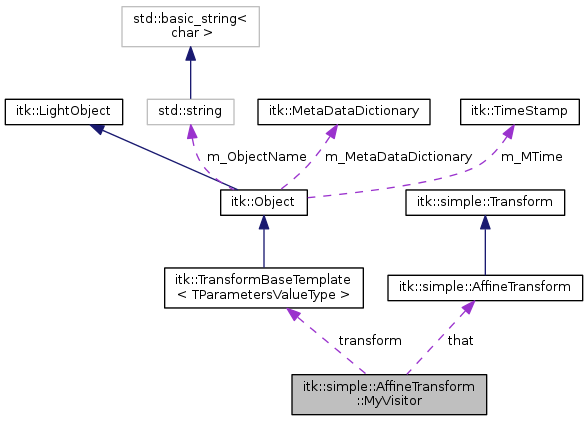 std::basic_string<
char >
itk::LightObject
std::string
itk::MetaDataDictionary
itk::TimeStamp
m_ObjectName
m_MetaDataDictionary
m_MTime
itk::Object
itk::simple::Transform
itk::TransformBaseTemplate
< TParametersValueType >
itk::simple::AffineTransform
transform
that
itk::simple::AffineTransform
::MyVisitor